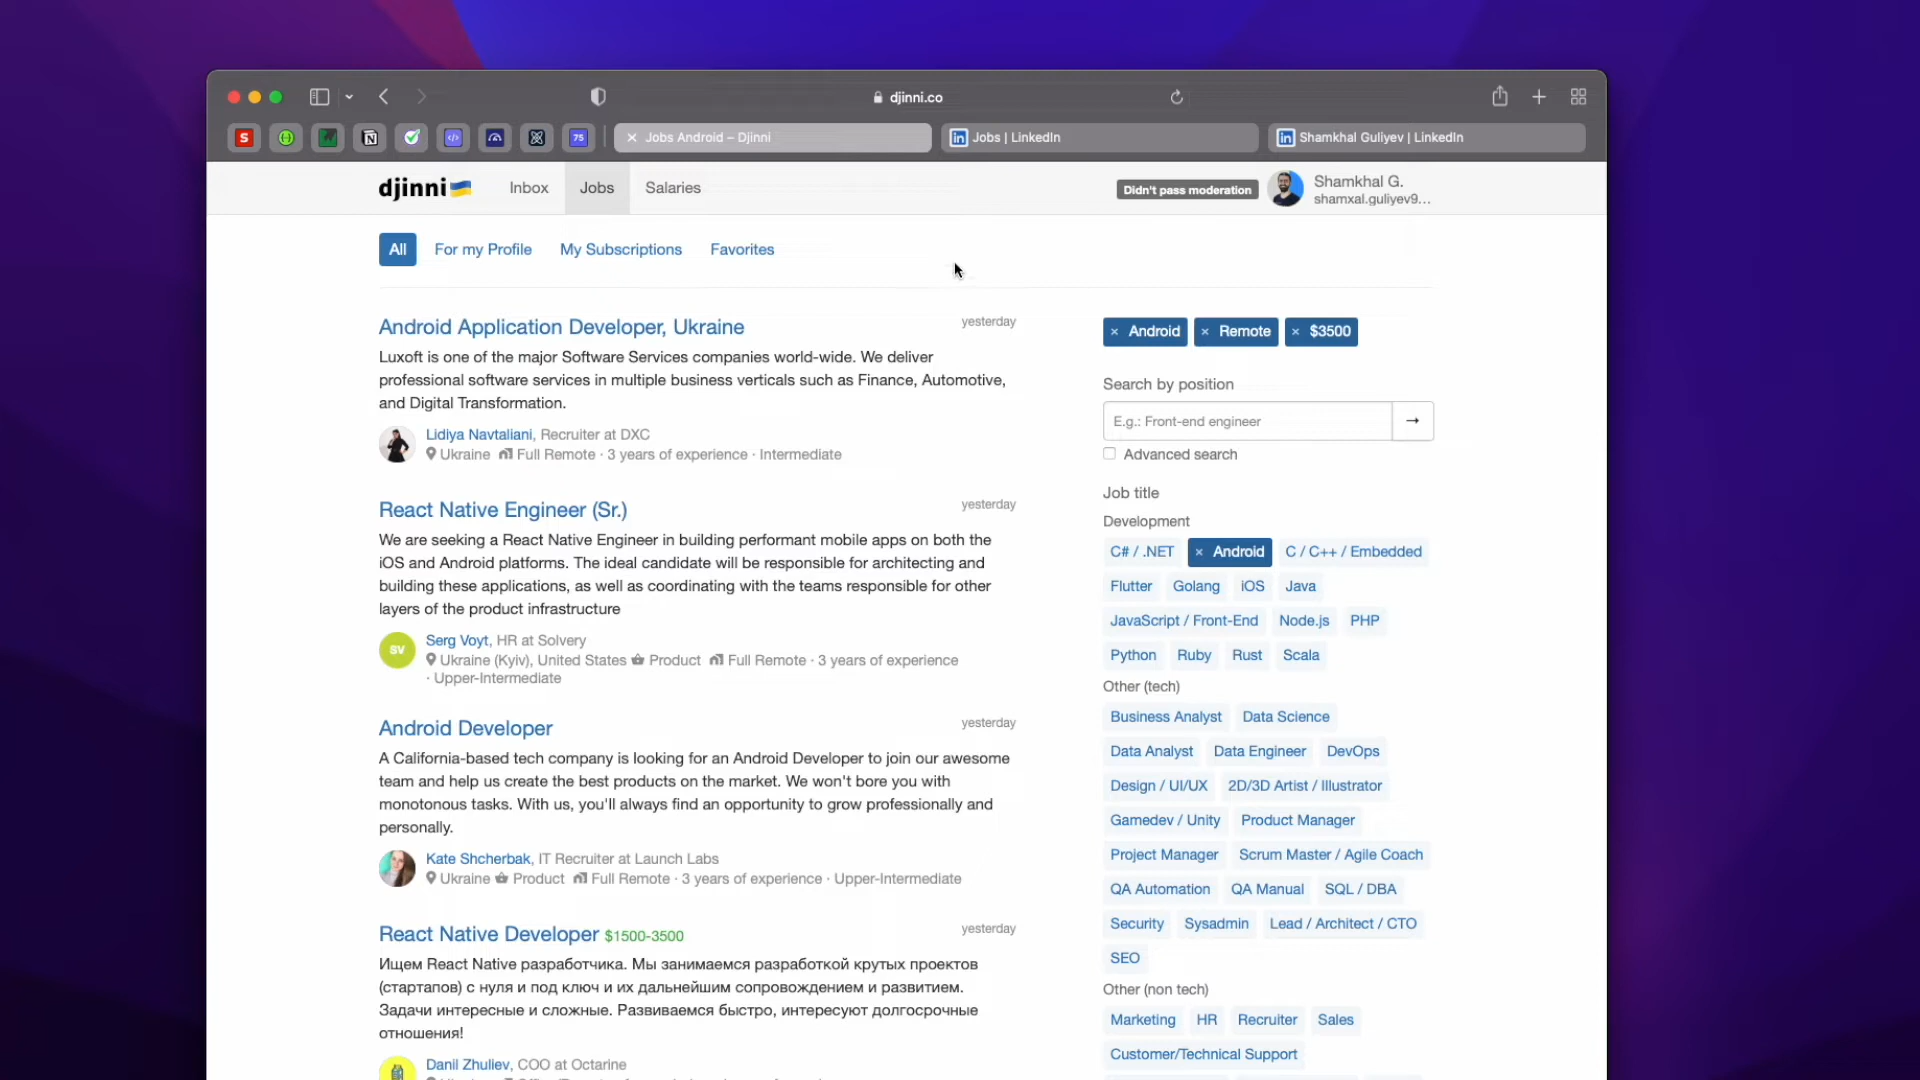 djinni.co
S
75
Jobs Android – Djinni
Jobs | LinkedIn
Shamkhal Guliyev | LinkedIn
djinni
Inbox
Jobs
Salaries
Didn't pass moderation
Shamkhal G.
shamxal.guliyev9...
All
For my Profile
My Subscriptions
Favorites
Android Application Developer, Ukraine
yesterday
Luxoft is one of the major Software Services companies world-wide. We deliver
professional software services in multiple business verticals such as Finance, Automotive,
and Digital Transformation.
Lidiya Navtaliani, Recruiter at DXC
Ukraine Full Remote · 3 years of experience · Intermediate
React Native Engineer (Sr.)
yesterday
We are seeking a React Native Engineer in building performant mobile apps on both the
iOS and Android platforms. The ideal candidate will be responsible for architecting and
building these applications, as well as coordinating with the teams responsible for other
layers of the product infrastructure
SV
Serg Voyt, HR at Solvery
Ukraine (Kyiv), United States Product Full Remote · 3 years of experience
· Upper-Intermediate
Android Developer
yesterday
A California-based tech company is looking for an Android Developer to join our awesome
team and help us create the best products on the market. We won't bore you with
monotonous tasks. With us, you'll always find an opportunity to grow professionally and
personally.
Kate Shcherbak, IT Recruiter at Launch Labs
Ukraine Product Full Remote · 3 years of experience · Upper-Intermediate
React Native Developer $1500-3500
yesterday
Ищем React Native разработчика. Мы занимаемся разработкой крутых проектов
(стартапов) с нуля и под ключ и их дальнейшим сопровождением и развитием.
Задачи интересные и сложные. Развиваемся быстро, интересуют долгосрочные
отношения!
Danil Zhuliev, COO at Octarine
× Android
× Remote
× $3500
Search by position
E.g.: Front-end engineer
→
Advanced search
Job title
Development
C# / .NET × Android C / C++ / Embedded
Flutter Golang iOS Java
JavaScript / Front-End Node.js PHP
Python Ruby Rust Scala
Other (tech)
Business Analyst Data Science
Data Analyst Data Engineer DevOps
Design / UI/UX 2D/3D Artist / Illustrator
Gamedev / Unity Product Manager
Project Manager Scrum Master / Agile Coach
QA Automation QA Manual SQL / DBA
Security Sysadmin Lead / Architect / CTO
SEO
Other (non tech)
Marketing HR Recruiter Sales
Customer/Technical Support